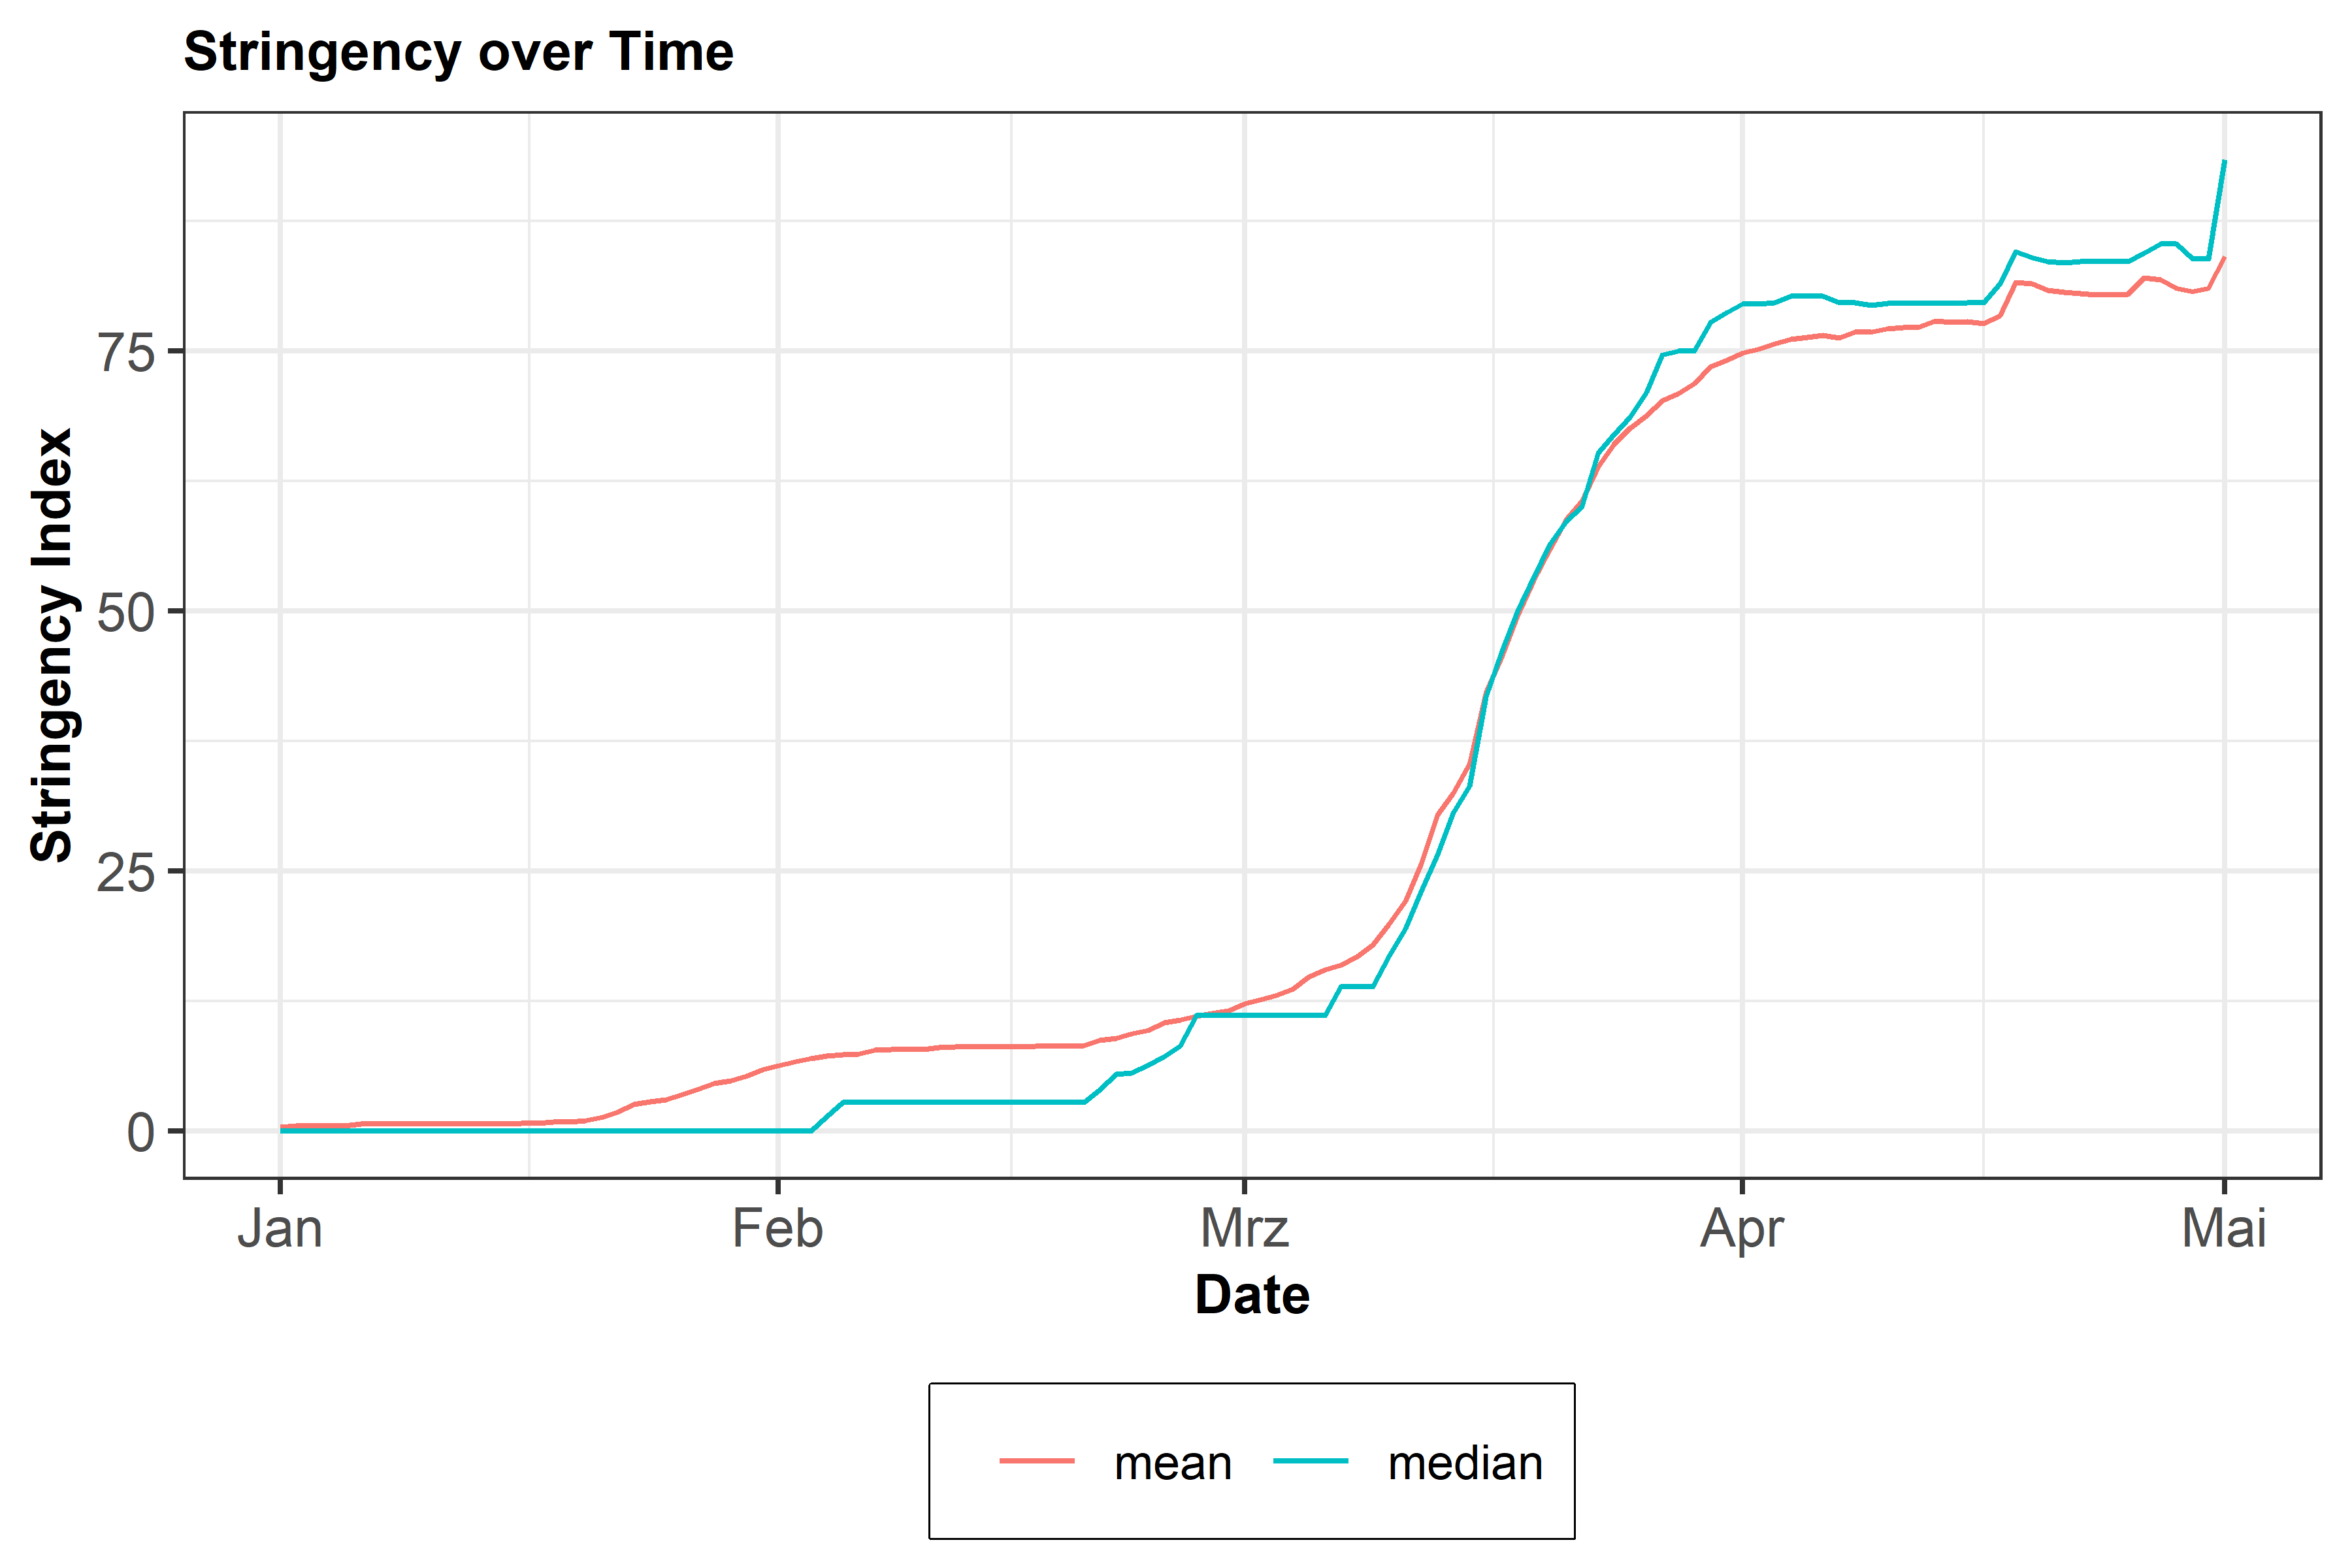 Stringency over Time
Stringency Index
75
50
25
0
Jan Feb Mrz Apr Mai
Date
mean median